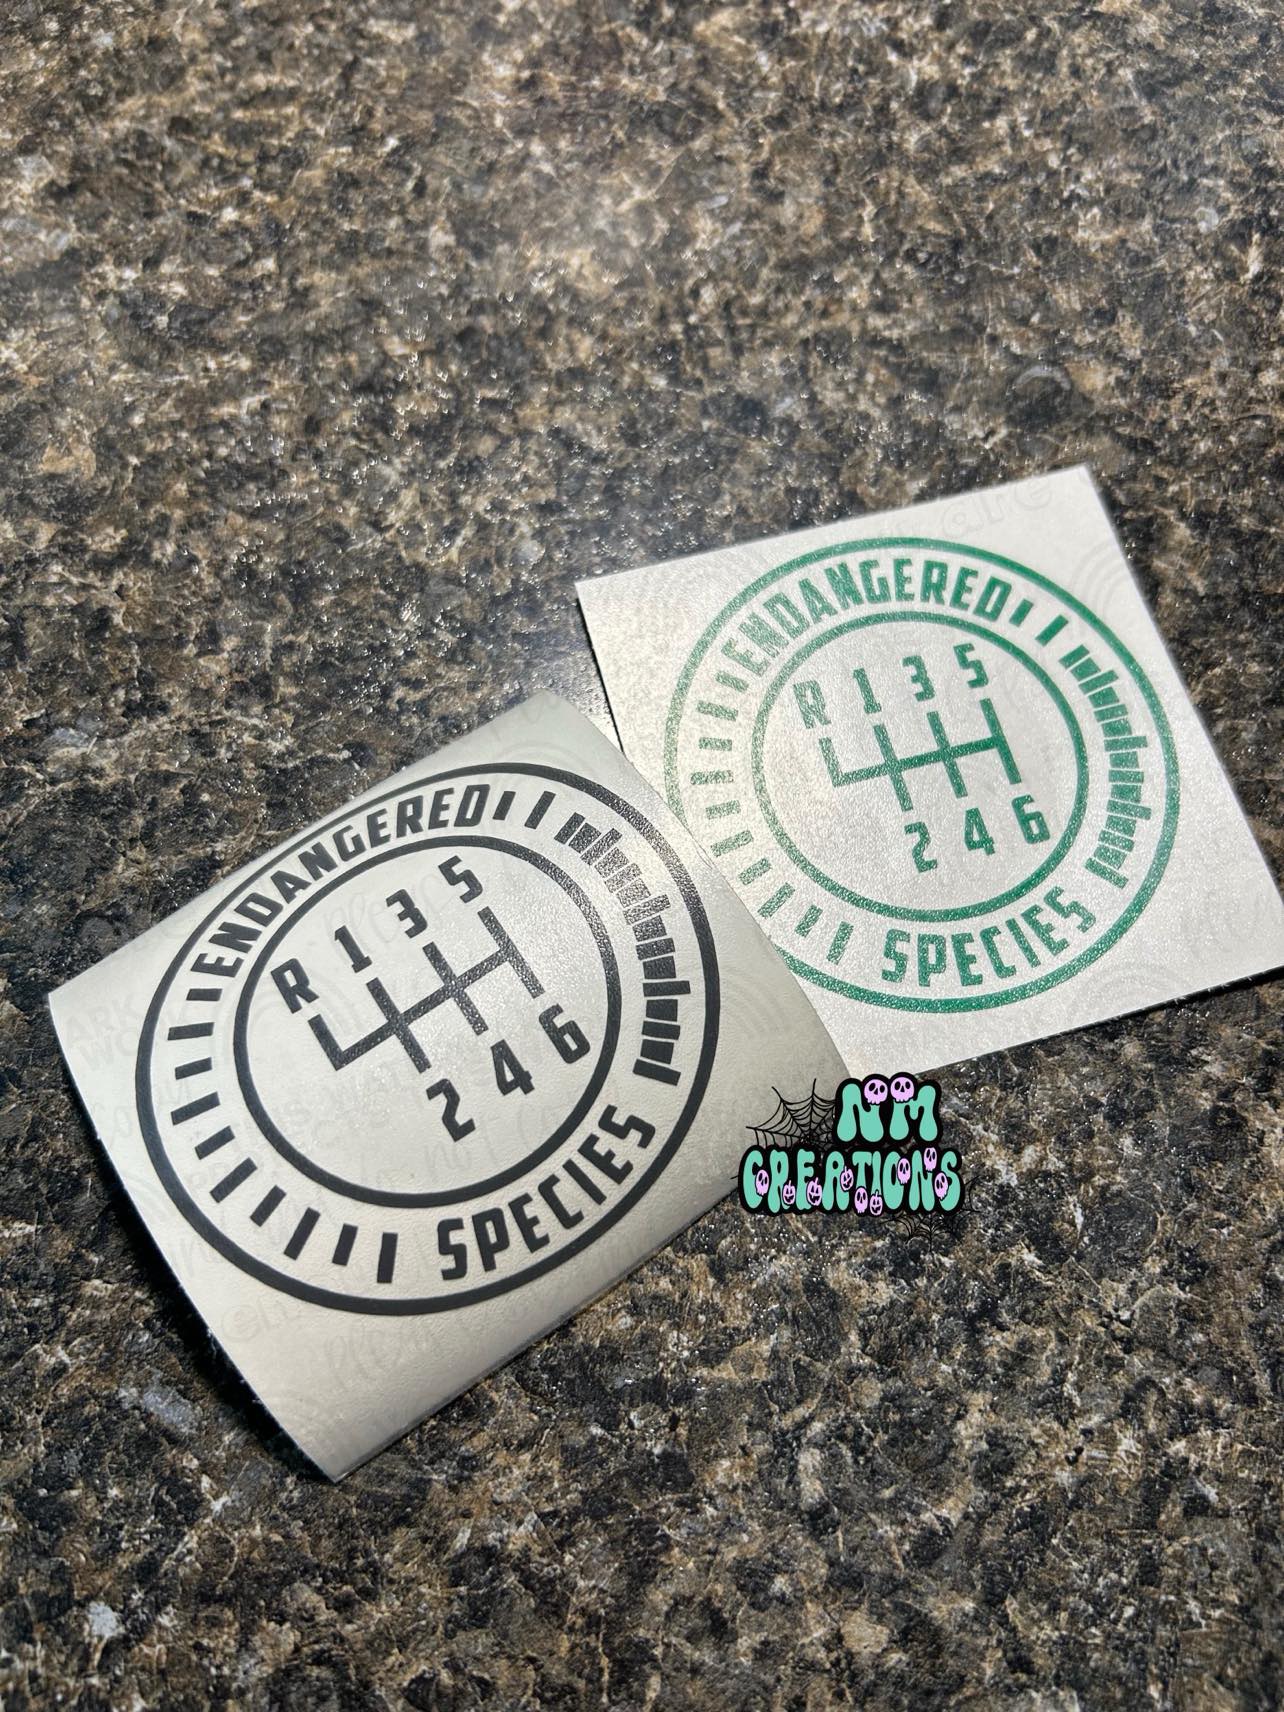 ENDANGERED
R 1 3 5
2 4 6
SPECIES
ENDANGERED
R 1 3 5
2 4 6
SPECIES
NM
CREATIONS